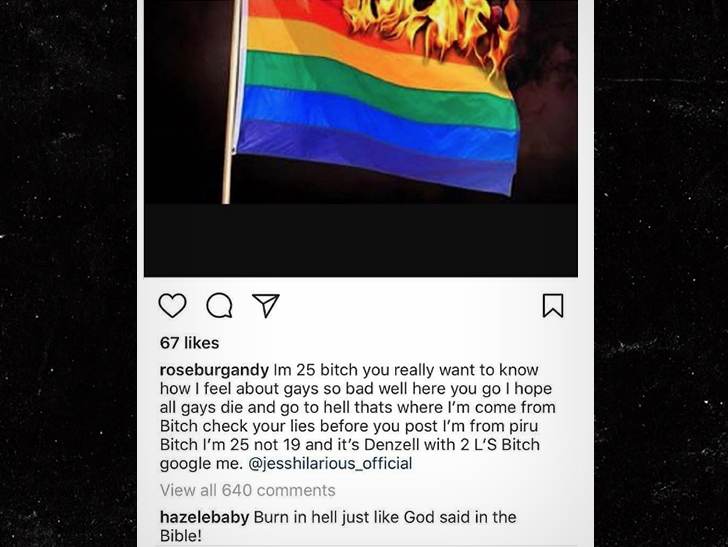 67 likes
roseburgandy Im 25 bitch you really want to know
how I feel about gays so bad well here you go I hope
all gays die and go to hell thats where I'm come from
Bitch check your lies before you post I'm from piru
Bitch I'm 25 not 19 and it's Denzell with 2 L'S Bitch
google me. @jesshilarious_official
View all 640 comments
hazelebaby Burn in hell just like God said in the
Bible!